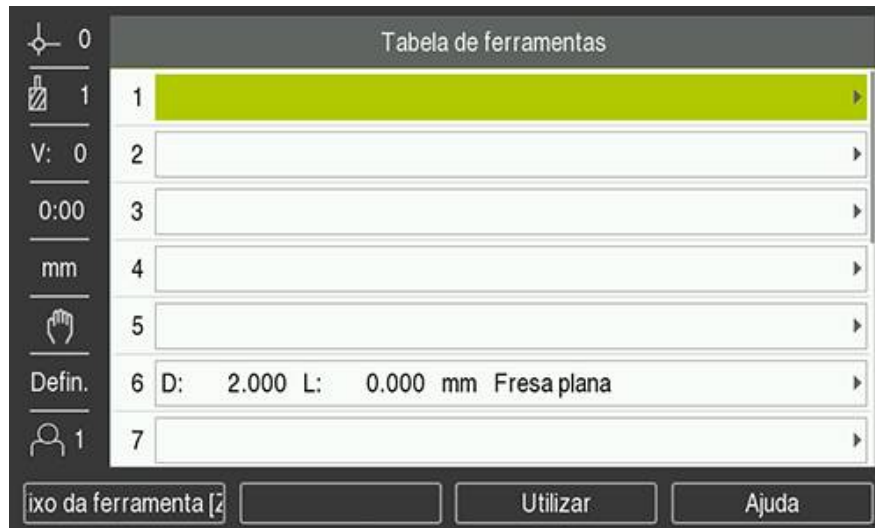 0
Tabela de ferramentas
1
1
V: 0
2
0:00
3
mm
4
5
Defin.
6 D: 2.000 L: 0.000 mm Fresa plana
1
7
ixo da ferramenta [Z
Utilizar
Ajuda